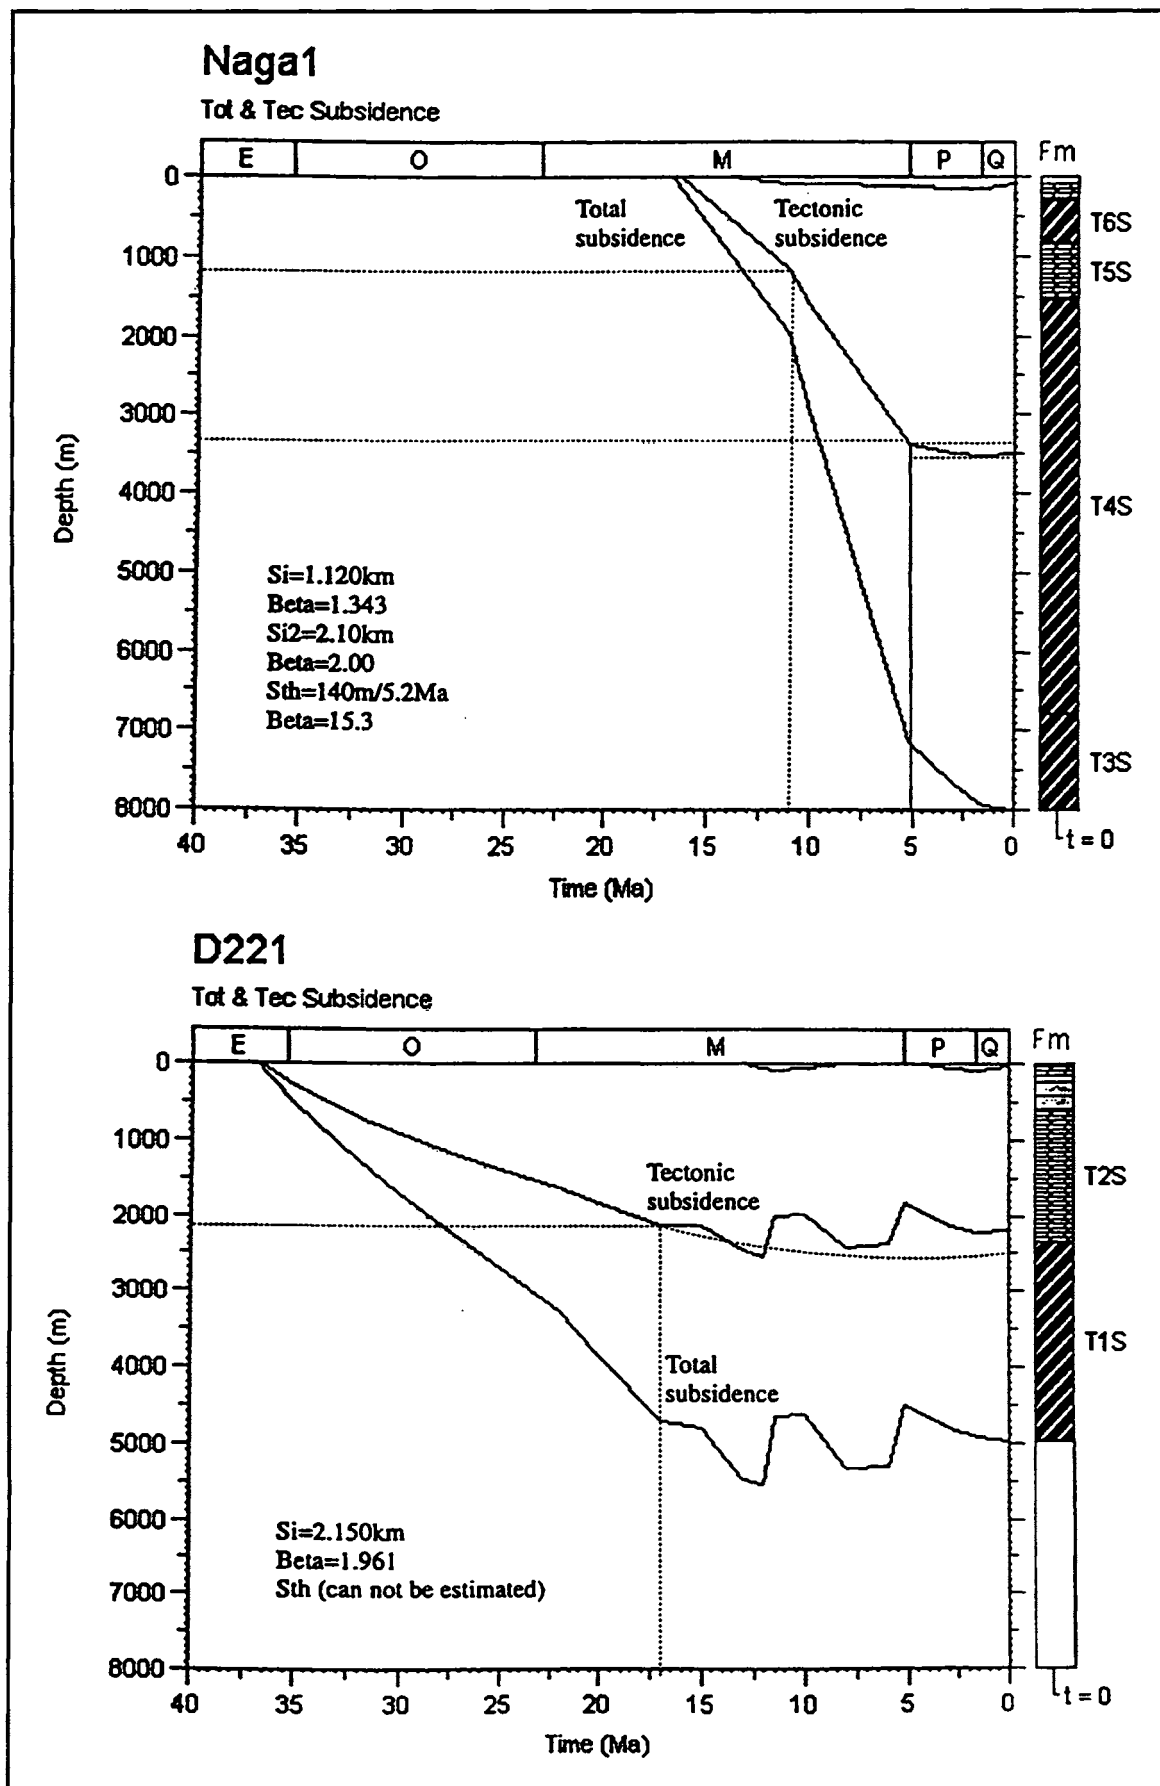 Naga1
Tot & Tec Subsidence
E O M P Q Fm
0
1000
2000
3000
4000
5000
6000
7000
8000
Depth (m)
Total
subsidence
Tectonic
subsidence
T6S
T5S
T4S
T3S
Si=1.120km
Beta=1.343
Si2=2.10km
Beta=2.00
Sth=140m/5.2Ma
Beta=15.3
40 35 30 25 20 15 10 5 0
t = 0
Time (Ma)
D221
Tot & Tec Subsidence
E O M P Q Fm
0
1000
2000
3000
4000
5000
6000
7000
8000
Depth (m)
Tectonic
subsidence
Total
subsidence
T2S
T1S
Si=2.150km
Beta=1.961
Sth (can not be estimated)
40 35 30 25 20 15 10 5 0
t = 0
Time (Ma)